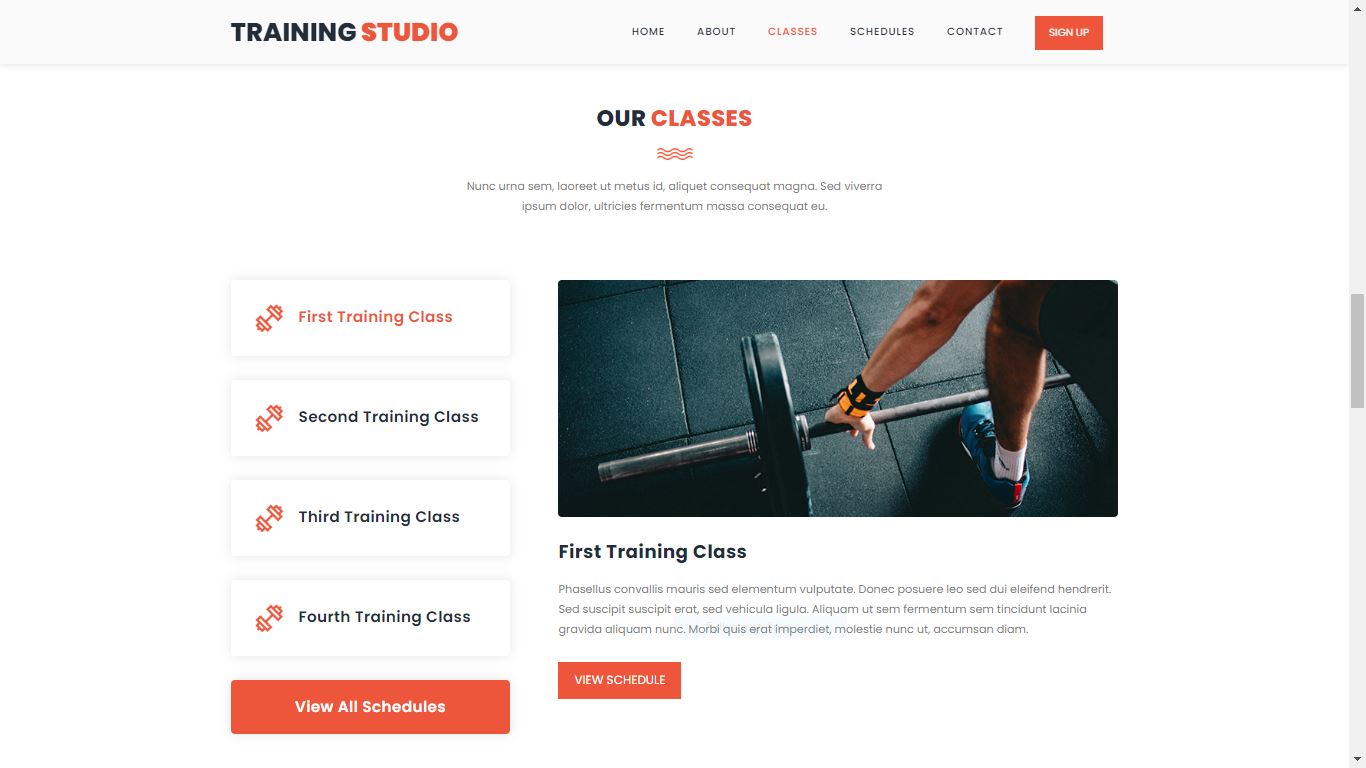 TRAINING STUDIO
HOME ABOUT CLASSES SCHEDULES CONTACT SIGN UP
OUR CLASSES
Nunc urna sem, laoreet ut metus id, aliquet consequat magna. Sed viverra
ipsum dolor, ultricies fermentum massa consequat eu.
First Training Class
Second Training Class
Third Training Class
Fourth Training Class
View All Schedules
First Training Class
Phasellus convallis mauris sed elementum vulputate. Donec posuere leo sed dui eleifend hendrerit.
Sed suscipit suscipit erat, sed vehicula ligula. Aliquam ut sem fermentum sem tincidunt lacinia
gravida aliquam nunc. Morbi quis erat imperdiet, molestie nunc ut, accumsan diam.
VIEW SCHEDULE